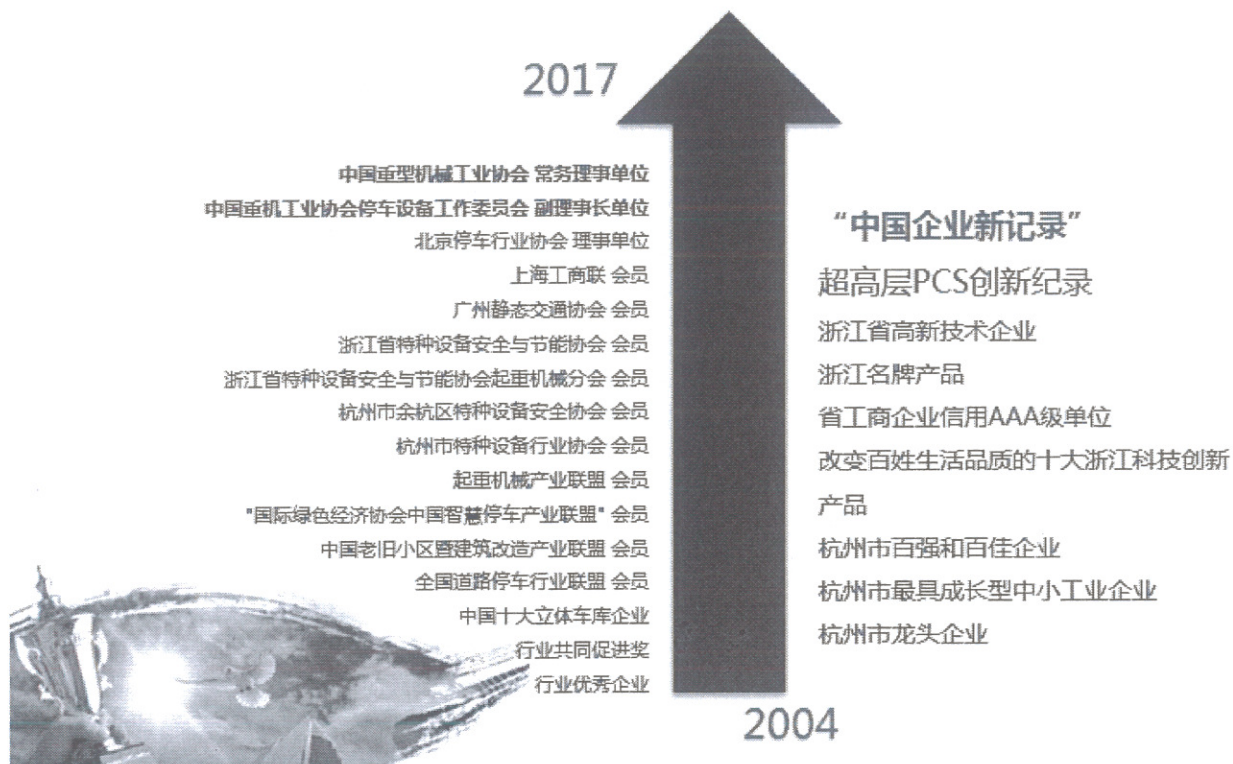 2017
中国重型机械工业协会 常务理事单位
中国重机工业协会停车设备工作委员会 副理事长单位
北京停车行业协会 理事单位
上海工商联 会员
广州静态交通协会 会员
浙江省特种设备安全与节能协会 会员
浙江省特种设备安全与节能协会起重机械分会 会员
杭州市余杭区特种设备安全协会 会员
杭州市特种设备行业协会 会员
起重机械产业联盟 会员
"国际绿色经济协会中国智慧停车产业联盟" 会员
中国老旧小区暨建筑改造产业联盟 会员
全国道路停车行业联盟 会员
中国十大立体车库企业
行业共同促进奖
行业优秀企业
“中国企业新记录”
超高层PCS创新纪录
浙江省高新技术企业
浙江名牌产品
省工商企业信用AAA级单位
改变百姓生活品质的十大浙江科技创新
产品
杭州市百强和百佳企业
杭州市最具成长型中小工业企业
杭州市龙头企业
2004